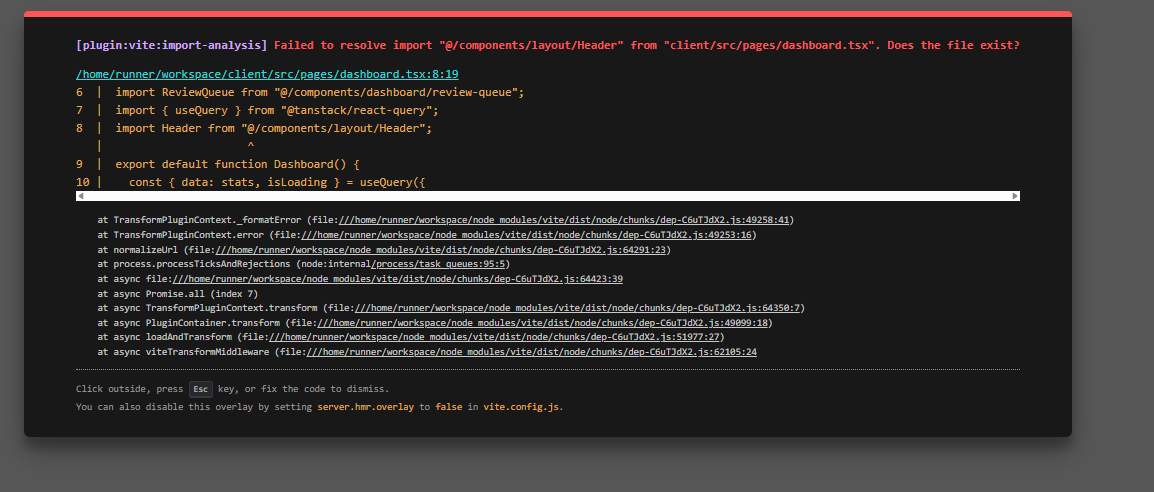 [plugin:vite:import-analysis] Failed to resolve import "@/components/layout/Header" from "client/src/pages/dashboard.tsx". Does the file exist?
/home/runner/workspace/client/src/pages/dashboard.tsx:8:19
6  |  import ReviewQueue from "@/components/dashboard/review-queue";
7  |  import { useQuery } from "@tanstack/react-query";
8  |  import Header from "@/components/layout/Header";
   |                      ^
9  |  export default function Dashboard() {
10 |    const { data: stats, isLoading } = useQuery({
at TransformPluginContext._formatError (file:///home/runner/workspace/node_modules/vite/dist/node/chunks/dep-C6uTJdX2.js:49258:41)
at TransformPluginContext.error (file:///home/runner/workspace/node_modules/vite/dist/node/chunks/dep-C6uTJdX2.js:49253:16)
at normalizeUrl (file:///home/runner/workspace/node_modules/vite/dist/node/chunks/dep-C6uTJdX2.js:64291:23)
at process.processTicksAndRejections (node:internal/process/task_queues:95:5)
at async file:///home/runner/workspace/node_modules/vite/dist/node/chunks/dep-C6uTJdX2.js:64423:39
at async Promise.all (index 7)
at async TransformPluginContext.transform (file:///home/runner/workspace/node_modules/vite/dist/node/chunks/dep-C6uTJdX2.js:64350:7)
at async PluginContainer.transform (file:///home/runner/workspace/node_modules/vite/dist/node/chunks/dep-C6uTJdX2.js:49099:18)
at async loadAndTransform (file:///home/runner/workspace/node_modules/vite/dist/node/chunks/dep-C6uTJdX2.js:51977:27)
at async viteTransformMiddleware (file:///home/runner/workspace/node_modules/vite/dist/node/chunks/dep-C6uTJdX2.js:62105:24
Click outside, press Esc key, or fix the code to dismiss.
You can also disable this overlay by setting server.hmr.overlay to false in vite.config.js.